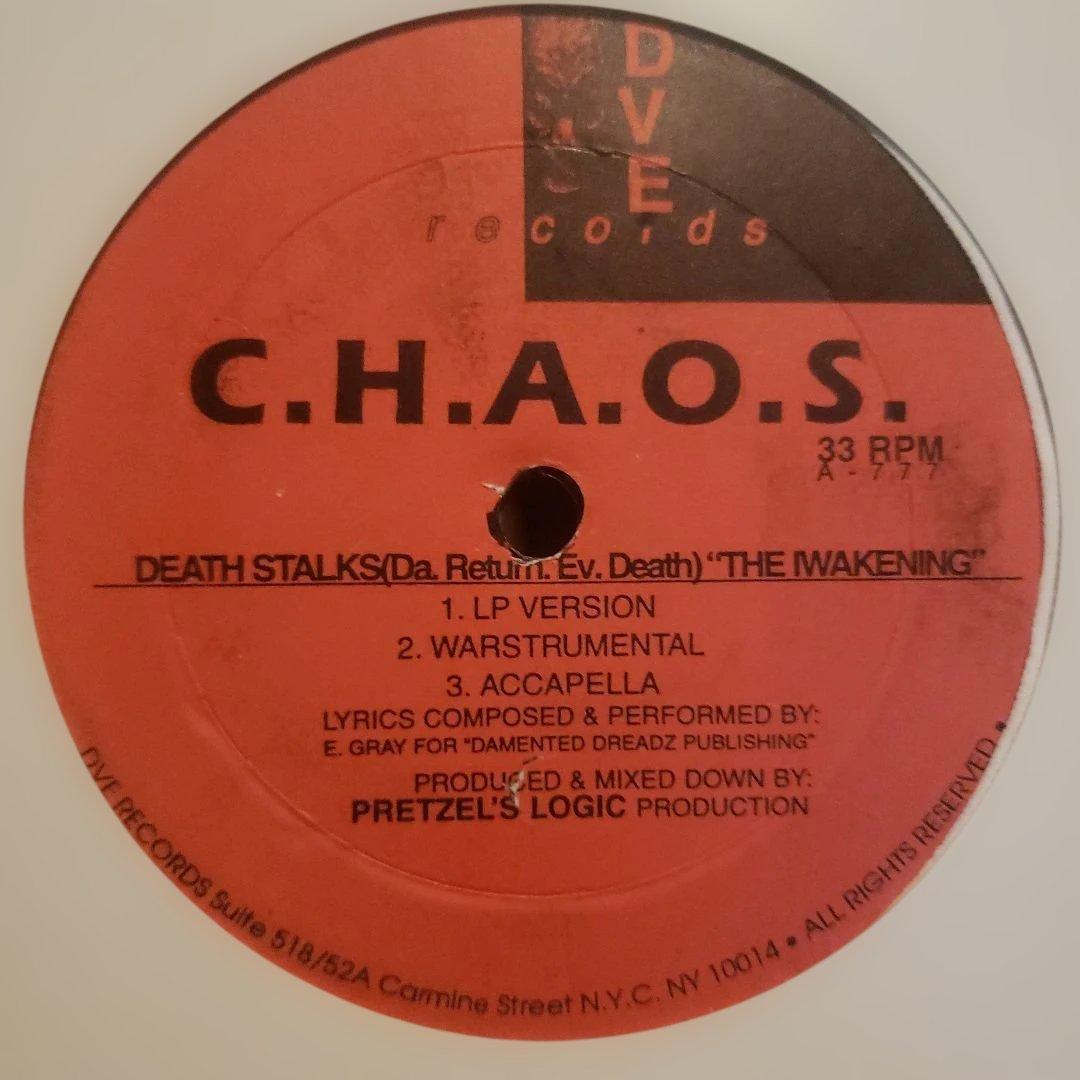 DVE
records
C.H.A.O.S.
33 RPM
A-777
DEATH STALKS(Da. Return. Ev. Death) "THE IWAKENING"
1. LP VERSION
2. WARSTRUMENTAL
3. ACCAPELLA
LYRICS COMPOSED & PERFORMED BY:
E. GRAY FOR "DAMENTED DREADZ PUBLISHING"
PRODUCED & MIXED DOWN BY:
PRETZEL'S LOGIC PRODUCTION
DVE RECORDS Suite 518/52A Carmine Street N.Y.C. NY 10014 • ALL RIGHTS RESERVED •